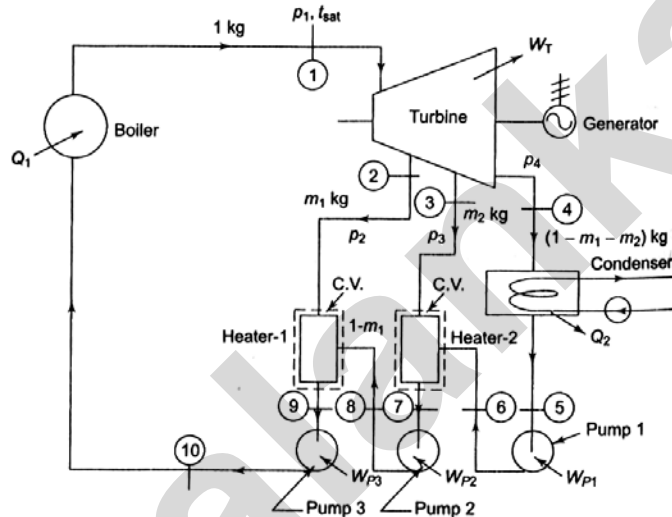 p1, tsat
1 kg
1
WT
Turbine
Generator
Boiler
Q1
2
p4
3
4
m1 kg
m2 kg
p2
p3
(1 – m1 – m2) kg
Condenser
C.V.
C.V.
Heater-1
1-m1
Heater-2
Q2
9
8
7
6
5
Pump 1
10
WP3
WP2
WP1
Pump 3
Pump 2